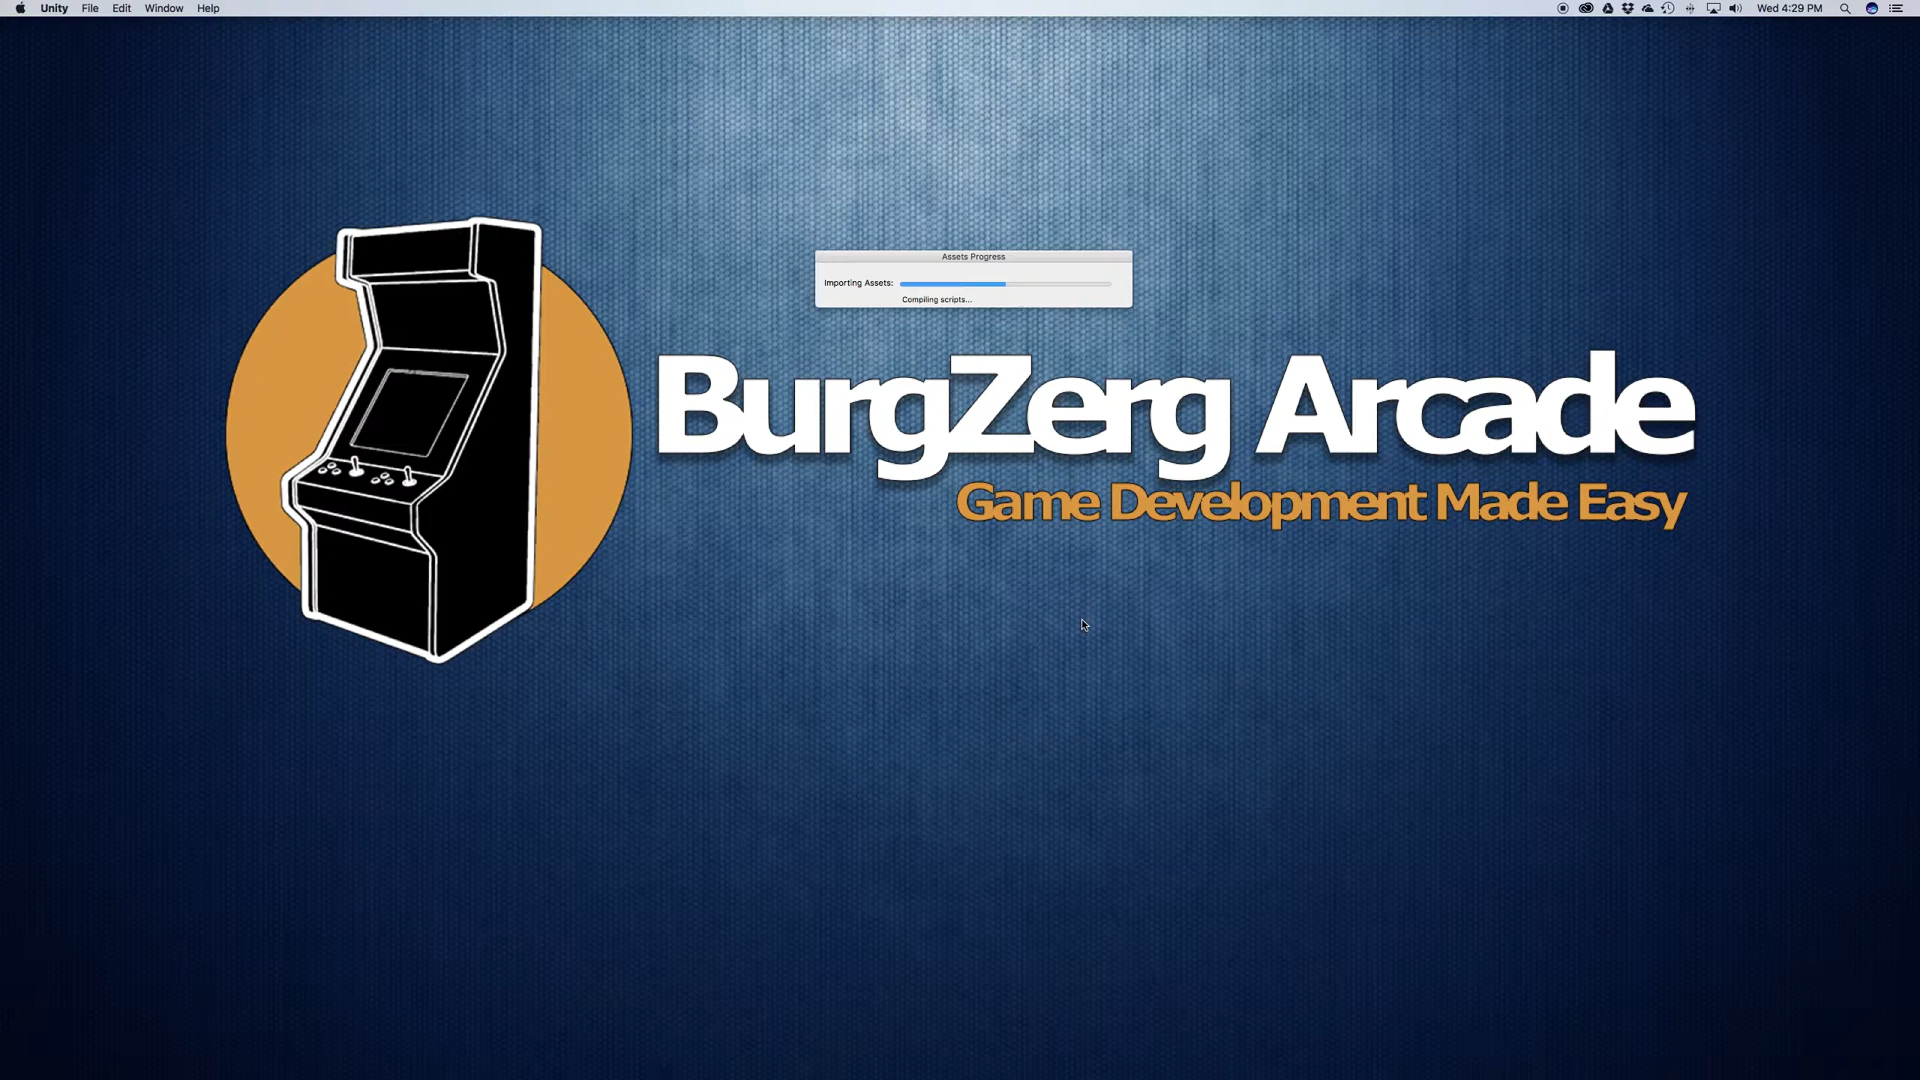 Unity File Edit Window Help Wed 4:29 PM
Assets Progress
Importing Assets:
Compiling scripts...
BurgZerg Arcade
Game Development Made Easy